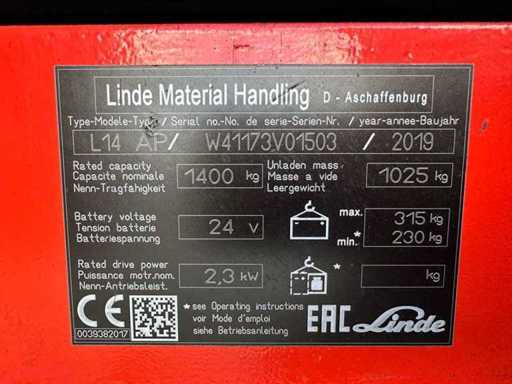 Linde Material Handling D - Aschaffenburg
Type-Modele-Typ / Serial no.-No. de serie-Serien-Nr. / year-annee-Baujahr
L14 AP / W41173V01503 / 2019
Rated capacity
Capacite nominale
Nenn-Tragfähigkeit
1400 kg
Unladen mass
Masse a vide
Leergewicht
1025 kg
Battery voltage
Tension batterie
Batteriespannung
24 V
max. 315 kg
min.* 230 kg
Rated drive power
Puissance motr.nom.
Nenn-Antriebsleist.
2,3 kW
* kg
CE
0039382017
*see Operating instructions
voir Mode d'emploi
siehe Betriebsanleitung
EAC Linde